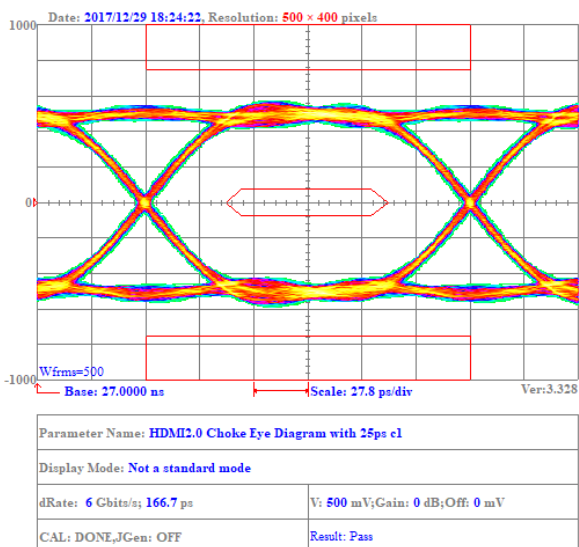 Date: 2017/12/29 18:24:22, Resolution: 500 × 400 pixels
1000
0
-1000
Wfrms=500
Base: 27.0000 ns Scale: 27.8 ps/div Ver:3.328
Parameter Name: HDMI2.0 Choke Eye Diagram with 25ps c1
Display Mode: Not a standard mode
dRate: 6 Gbits/s; 166.7 ps V: 500 mV;Gain: 0 dB;Off: 0 mV
CAL: DONE,JGen: OFF Result: Pass